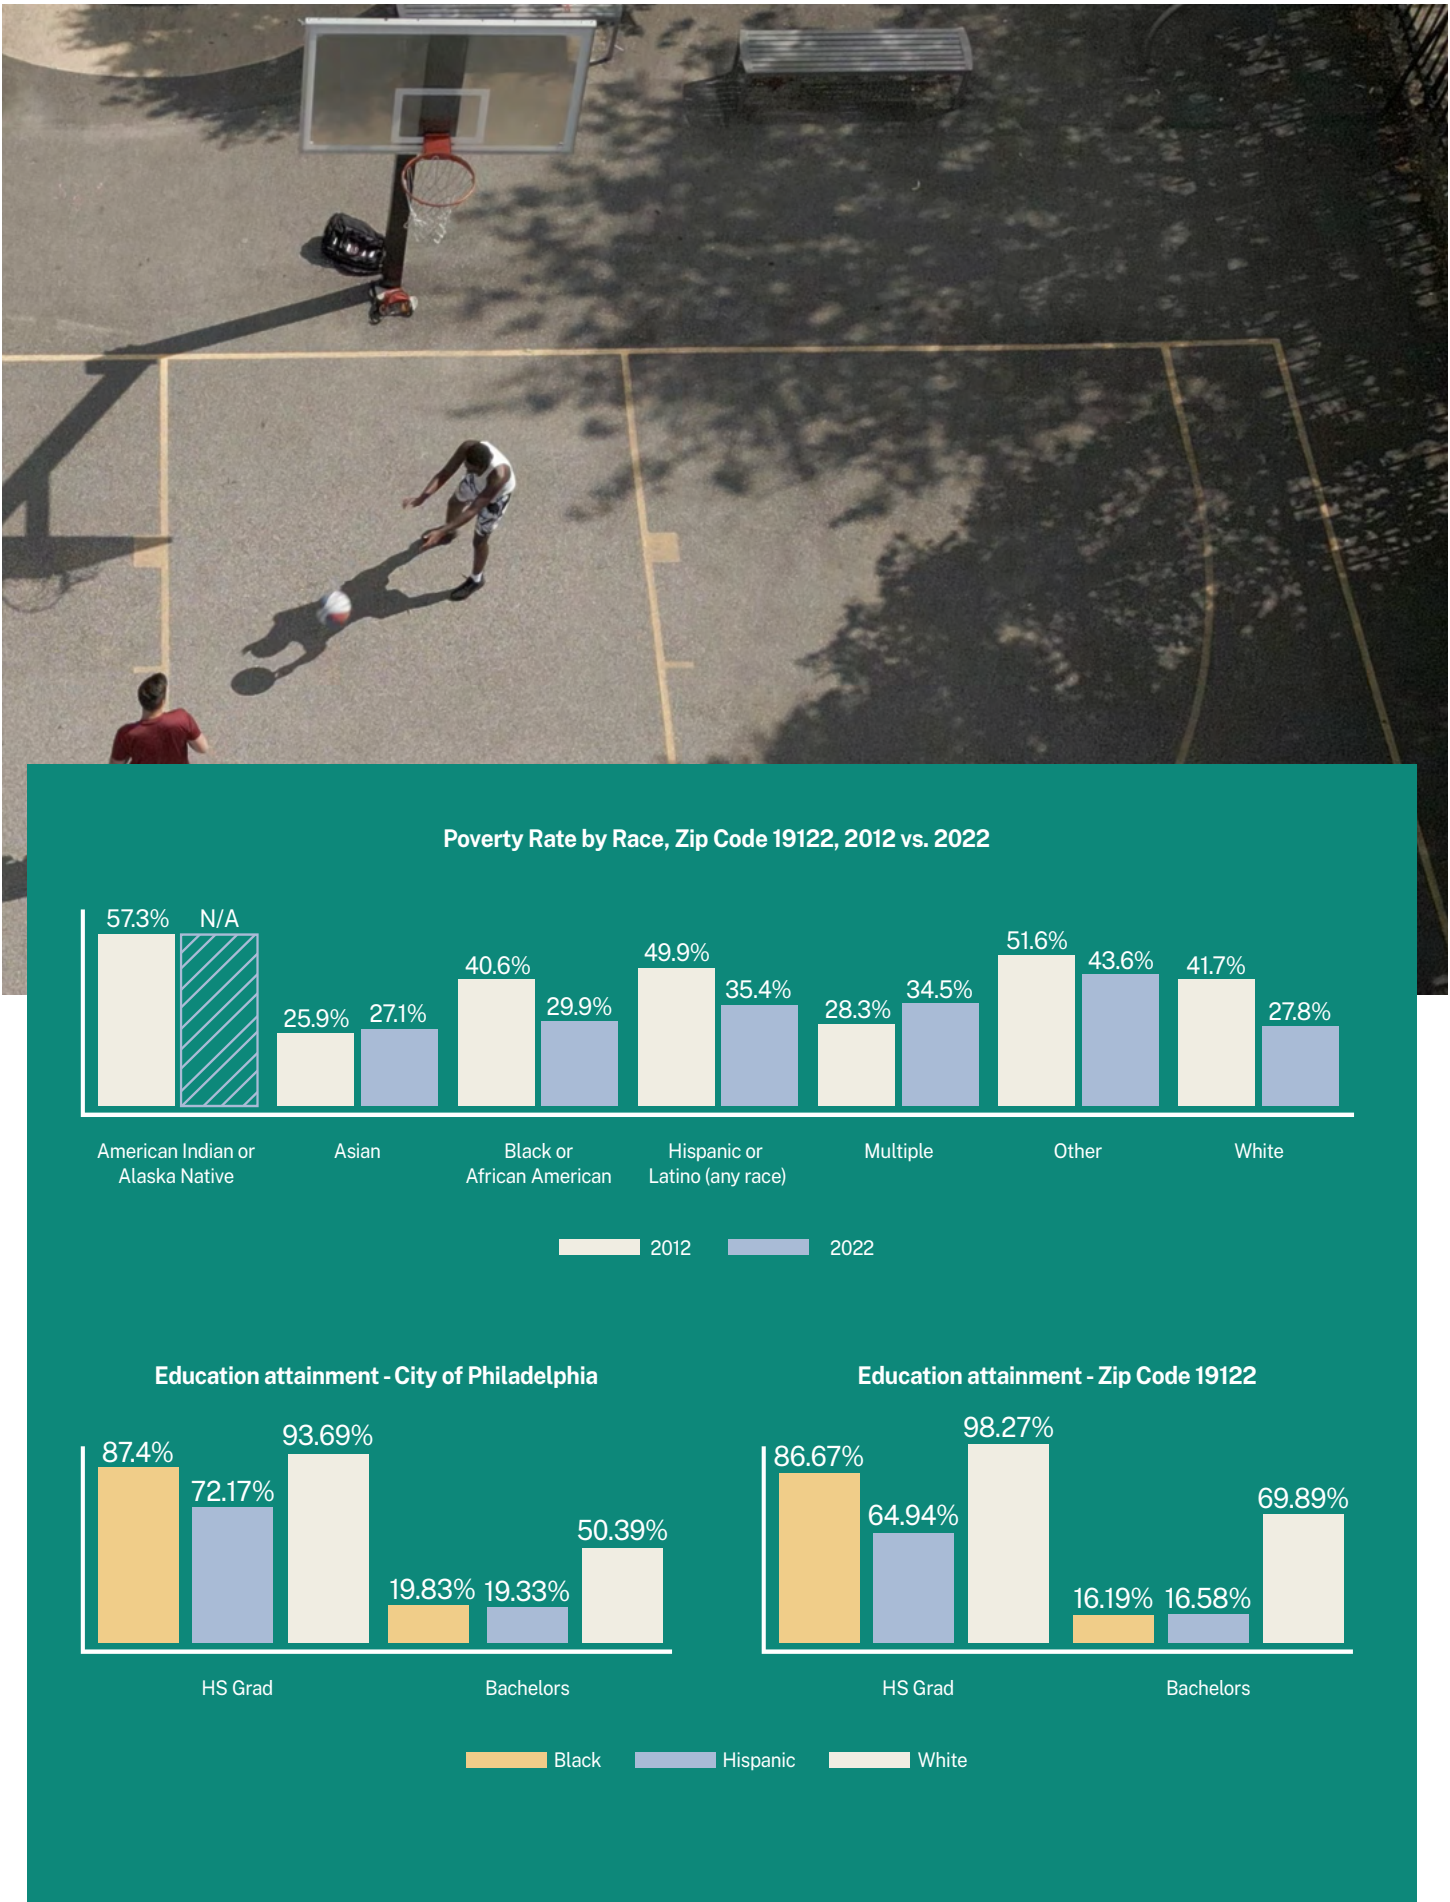 Poverty Rate by Race, Zip Code 19122, 2012 vs. 2022
57.3% N/A
25.9% 27.1%
40.6% 29.9%
49.9% 35.4%
28.3% 34.5%
51.6% 43.6%
41.7% 27.8%
American Indian or
Alaska Native
Asian
Black or
African American
Hispanic or
Latino (any race)
Multiple
Other
White
2012 2022
Education attainment - City of Philadelphia
87.4% 72.17% 93.69%
19.83% 19.33% 50.39%
HS Grad Bachelors
Education attainment - Zip Code 19122
86.67% 64.94% 98.27%
16.19% 16.58% 69.89%
HS Grad Bachelors
Black Hispanic White